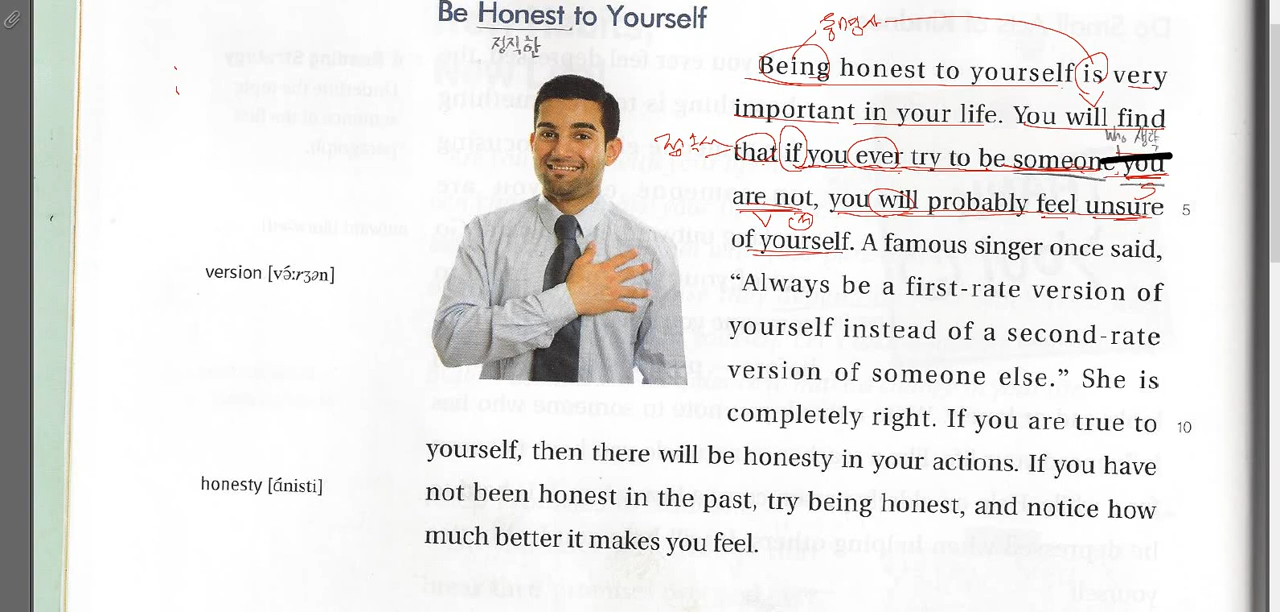 Be Honest to Yourself
정직한
동명사
Being honest to yourself is very
V
important in your life. You will find
who 생략
접속사
that if you ever try to be someone you
S
are not, you will probably feel unsure
5
V
of yourself. A famous singer once said,
version [və́ːrʒən]
“Always be a first-rate version of
yourself instead of a second-rate
version of someone else.” She is
completely right. If you are true to
10
yourself, then there will be honesty in your actions. If you have
honesty [ɑ́nisti]
not been honest in the past, try being honest, and notice how
much better it makes you feel.